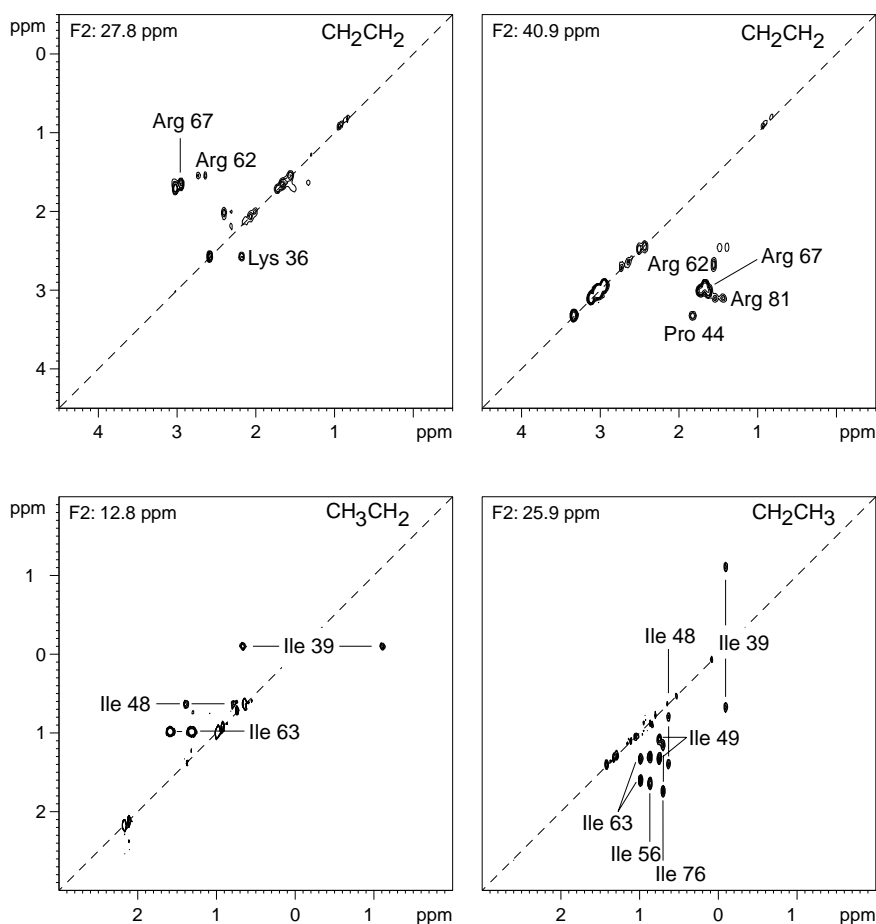 ppm
F2: 27.8 ppm
CH2CH2
0
Arg 67
1
Arg 62
2
Lys 36
3
4
4
3
2
1
ppm
F2: 40.9 ppm
CH2CH2
Arg 62
Arg 67
Arg 81
Pro 44
4
3
2
1
ppm
ppm
F2: 12.8 ppm
CH3CH2
1
0
Ile 39
Ile 48
1
Ile 63
2
2
1
0
1
ppm
F2: 25.9 ppm
CH2CH3
Ile 48
Ile 39
Ile 49
Ile 63
Ile 56
Ile 76
2
1
0
1
ppm